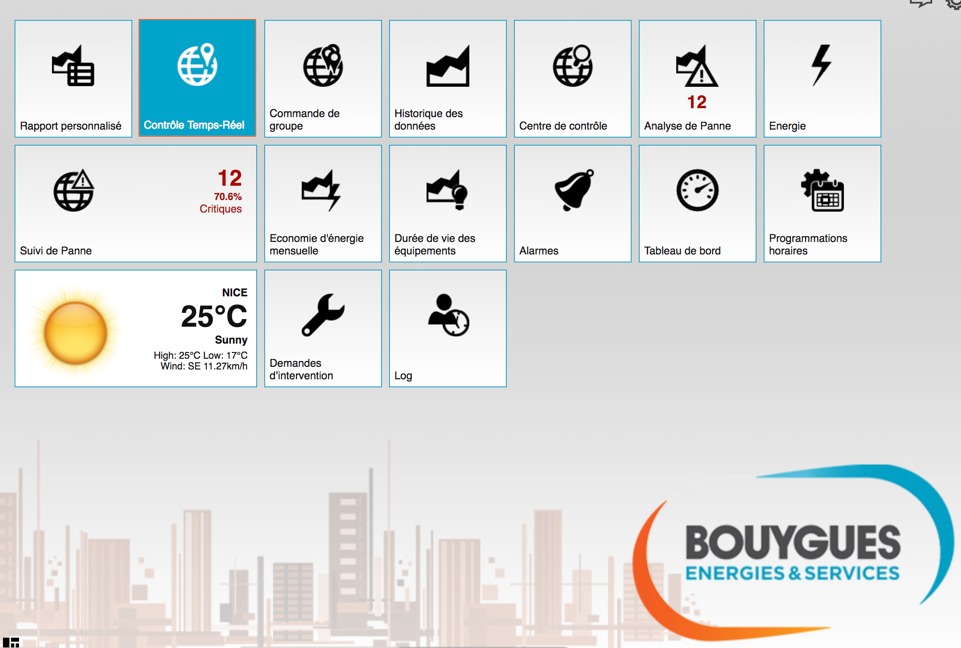 Rapport personnalisé
Contrôle Temps-Réel
Commande de
groupe
Historique des
données
Centre de contrôle
12
Analyse de Panne
Energie
12
70.6%
Critiques
Suivi de Panne
Economie d'énergie
mensuelle
Durée de vie des
équipements
Alarmes
Tableau de bord
Programmations
horaires
NICE
25°C
Sunny
High: 25°C Low: 17°C
Wind: SE 11.27km/h
Demandes
d'intervention
Log
BOUYGUES
ENERGIES & SERVICES